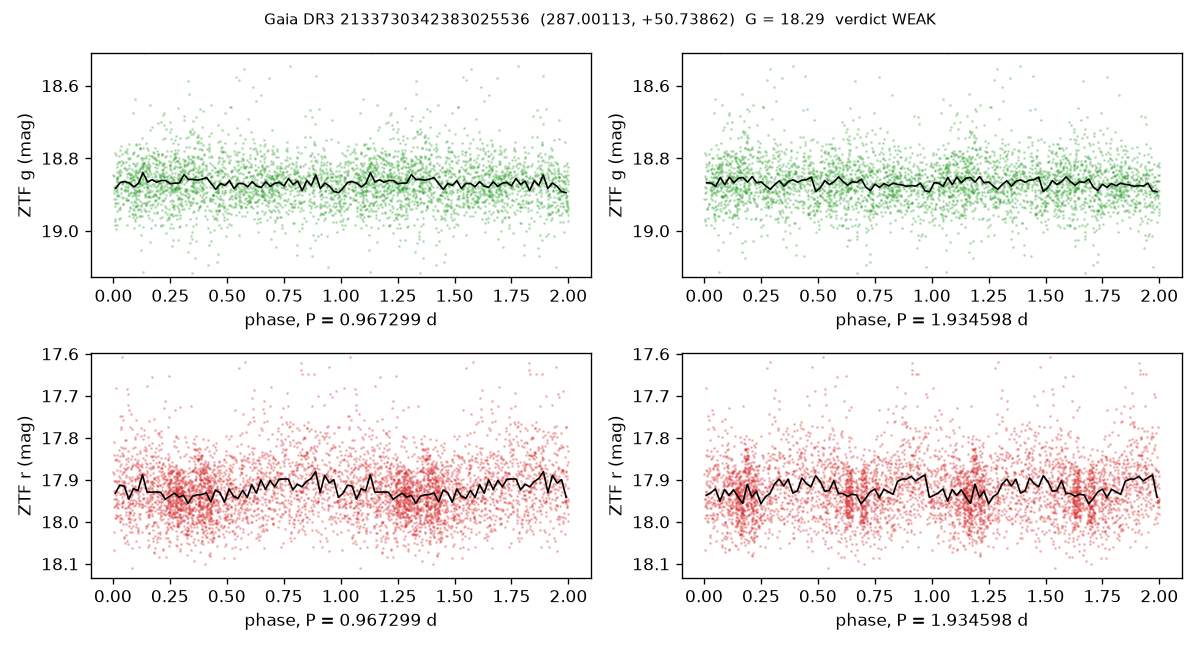 Gaia DR3 2133730342383025536  (287.00113, +50.73862)  G = 18.29  verdict WEAK
ZTF g (mag)
18.6
18.8
19.0
0.00 0.25 0.50 0.75 1.00 1.25 1.50 1.75 2.00
phase, P = 0.967299 d
ZTF g (mag)
18.6
18.8
19.0
0.00 0.25 0.50 0.75 1.00 1.25 1.50 1.75 2.00
phase, P = 1.934598 d
ZTF r (mag)
17.6
17.7
17.8
17.9
18.0
18.1
0.00 0.25 0.50 0.75 1.00 1.25 1.50 1.75 2.00
phase, P = 0.967299 d
ZTF r (mag)
17.6
17.7
17.8
17.9
18.0
18.1
0.00 0.25 0.50 0.75 1.00 1.25 1.50 1.75 2.00
phase, P = 1.934598 d